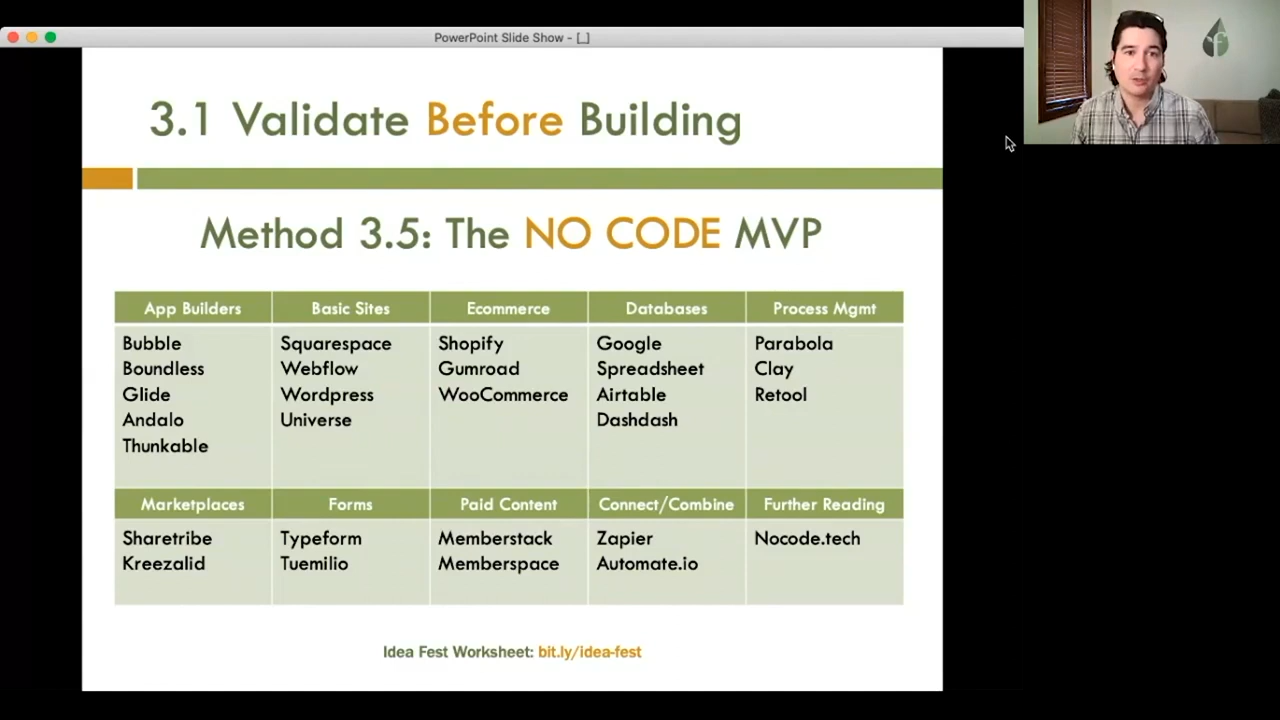 PowerPoint Slide Show - [_]
3.1 Validate Before Building
Method 3.5: The NO CODE MVP
App Builders
Bubble
Boundless
Glide
Andalo
Thunkable
Basic Sites
Squarespace
Webflow
Wordpress
Universe
Ecommerce
Shopify
Gumroad
WooCommerce
Databases
Google
Spreadsheet
Airtable
Dashdash
Process Mgmt
Parabola
Clay
Retool
Marketplaces
Sharetribe
Kreezalid
Forms
Typeform
Tuemilio
Paid Content
Memberstack
Memberspace
Connect/Combine
Zapier
Automate.io
Further Reading
Nocode.tech
Idea Fest Worksheet: bit.ly/idea-fest